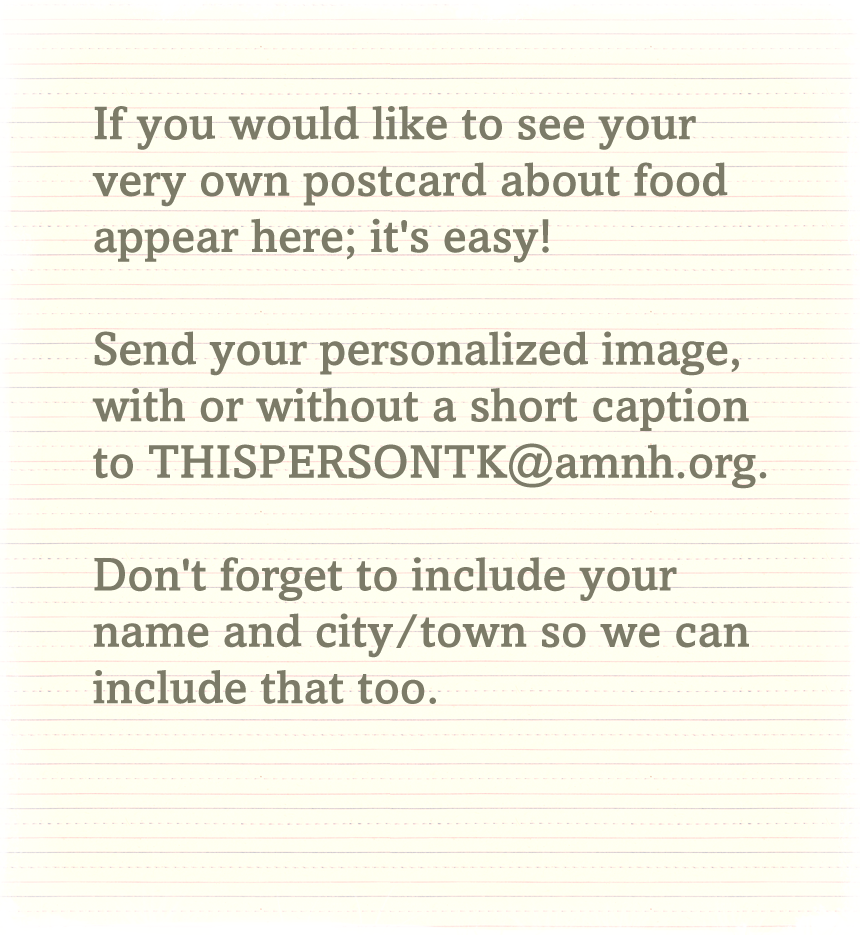 If you would like to see your
very own postcard about food
appear here; it's easy!
Send your personalized image,
with or without a short caption
to THISPERSONTK@amnh.org.
Don't forget to include your
name and city/town so we can
include that too.